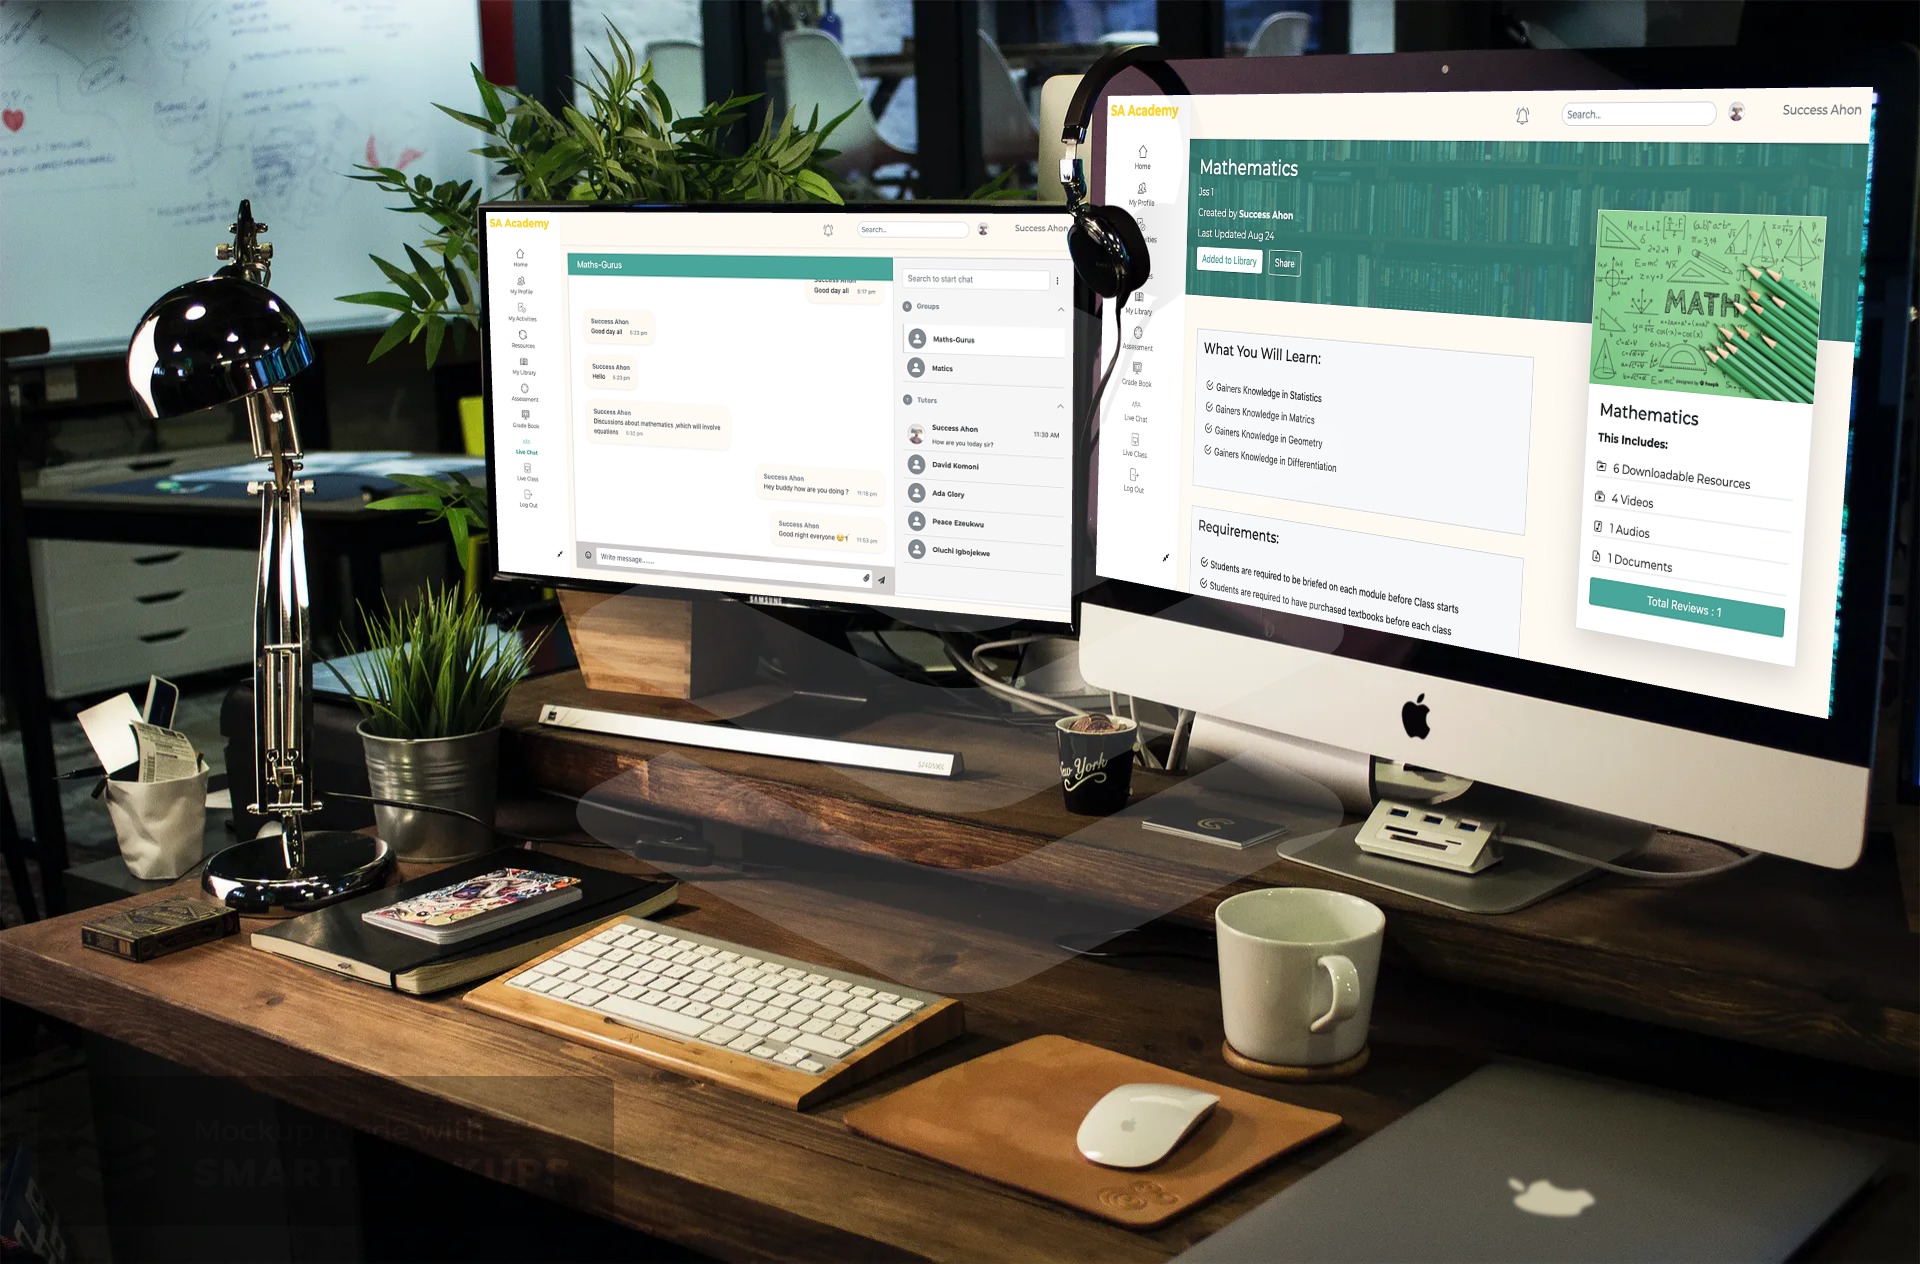 SA Academy
Search...
Success Ahon
Home
My Profile
My Activities
Resources
My Library
Assessment
Grade Book
Live Chat
Live Class
Log Out
Maths-Gurus
Success Ahon
Good day all 5:17 pm
Success Ahon
Good day all 5:23 pm
Success Ahon
Hello 5:23 pm
Success Ahon
Discussions about mathematics ,which will involve
equations 5:32 pm
Success Ahon
Hey buddy how are you doing ? 11:18 pm
Success Ahon
Good night everyone 11:53 pm
Write message.......
Search to start chat
Groups
Maths-Gurus
Matics
Tutors
Success Ahon 11:30 AM
How are you today sir?
David Komoni
Ada Glory
Peace Ezeukwu
Oluchi Igbojekwe
SAMSUNG
SA Academy
Search...
Success Ahon
Home
My Profile
My Library
Assessment
Grade Book
Live Chat
Live Class
Log Out
Mathematics
Jss 1
Created by Success Ahon
Last Updated Aug 24
Added to Library
Share
What You Will Learn:
Gainers Knowledge in Statistics
Gainers Knowledge in Matrics
Gainers Knowledge in Geometry
Gainers Knowledge in Differentiation
Requirements:
Students are required to be briefed on each module before Class starts
Students are required to have purchased textbooks before each class
MATH
designed by freepik
Mathematics
This Includes:
6 Downloadable Resources
4 Videos
1 Audios
1 Documents
Total Reviews : 1
New York
Mockup made with